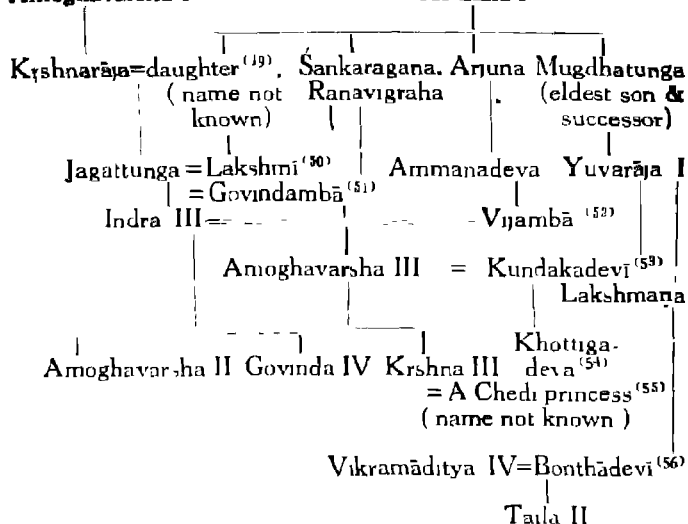 Kṛshnarāja=daughter (49). Śankaragana. Arjuna Mugdhatunga
( name not Ranavigraha (eldest son &
known) successor)
Jagattunga = Lakshmī (50) Ammanadeva Yuvarāja I
= Govindambā (51)
Indra III= Vijambā (52)
Amoghavarsha III = Kundakadevī (53)
Lakshmaṇa
Khottiga-
Amoghavarsha II Govinda IV Krshna III deva (54)
= A Chedi princess (55)
( name not known )
Vikramāditya IV=Bonthādevī (56)
Taila II